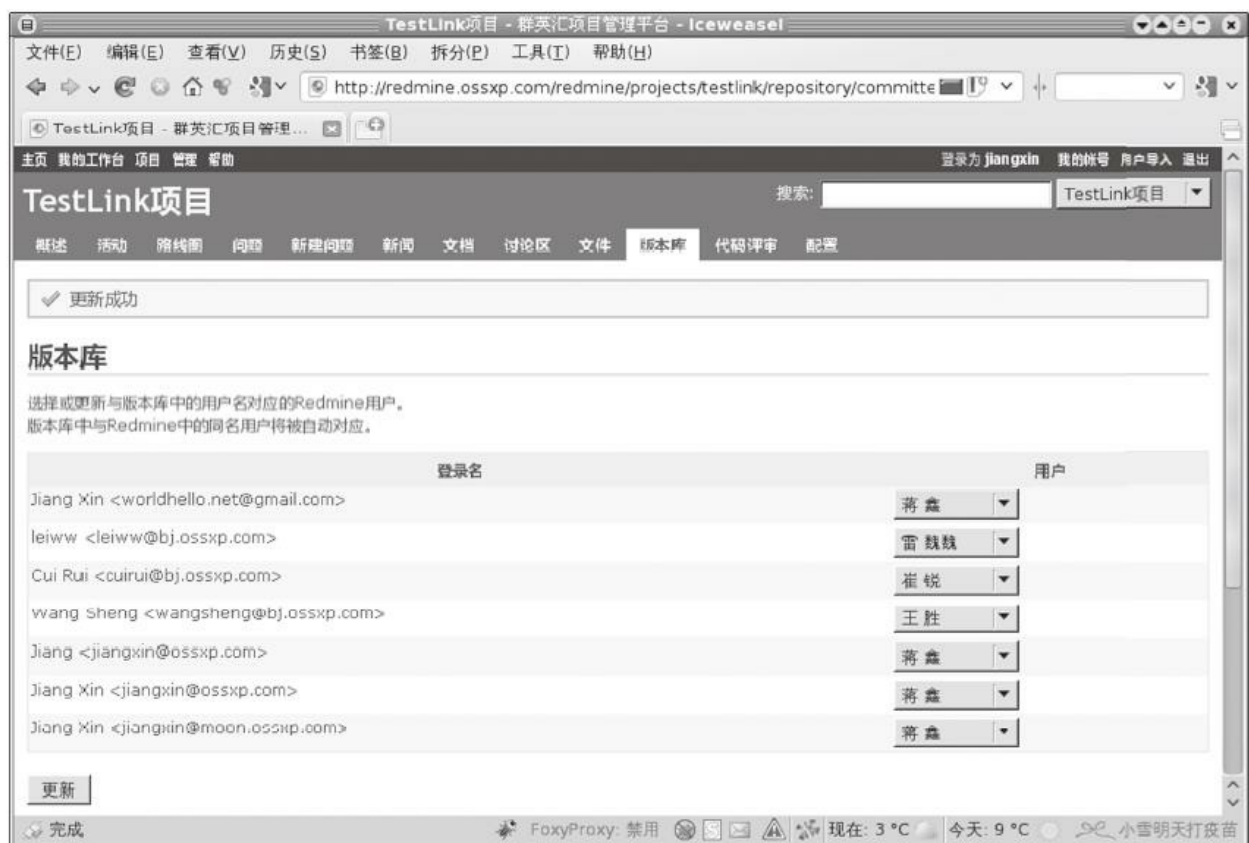 TestLink项目 - 群英汇项目管理平台 - Iceweasel
文件(F) 编辑(E) 查看(V) 历史(S) 书签(B) 拆分(P) 工具(T) 帮助(H)
http://redmine.ossxp.com/redmine/projects/testlink/repository/committe
TestLink项目 - 群英汇项目管理...
主页 我的工作台 项目 管理 帮助 登录为 jiangxin 我的帐号 用户导入 退出
TestLink项目 搜索: TestLink项目
概述 活动 路线图 问题 新建问题 新闻 文档 讨论区 文件 版本库 代码评审 配置
更新成功
版本库
选择或更新与版本库中的用户名对应的Redmine用户。
版本库中与Redmine中的同名用户将被自动对应。
登录名 用户
Jiang Xin <worldhello.net@gmail.com> 蒋 鑫
leiww <leiww@bj.ossxp.com> 雷 魏魏
Cui Rui <cuirui@bj.ossxp.com> 崔 锐
Wang Sheng <wangsheng@bj.ossxp.com> 王 胜
Jiang <jiangxin@ossxp.com> 蒋 鑫
Jiang Xin <jiangxin@ossxp.com> 蒋 鑫
Jiang Xin <jiangxin@moon.ossxp.com> 蒋 鑫
更新
完成 FoxyProxy: 禁用 现在: 3 °C 今天: 9 °C 小雪明天打疫苗